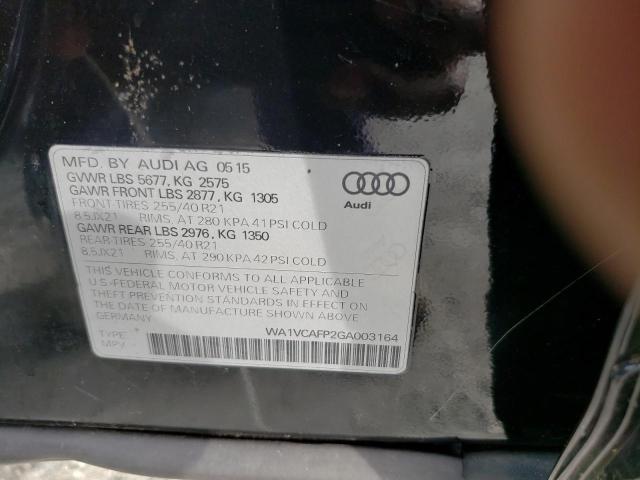 MFD. BY AUDI AG 05 15
GVWR LBS 5677, KG 2575
GAWR FRONT LBS 2877, KG 1305
FRONT-TIRES 255/40 R21
8.5JX21 RIMS, AT 280 KPA 41 PSI COLD
GAWR REAR LBS 2976, KG 1350
REAR-TIRES 255/40 R21
8.5JX21 RIMS, AT 290 KPA 42 PSI COLD
THIS VEHICLE CONFORMS TO ALL APPLICABLE
U.S-FEDERAL MOTOR VEHICLE SAFETY AND
THEFT PREVENTION STANDARDS IN EFFECT ON
THE DATE OF MANUFACTURE SHOWN ABOVE
GERMANY
TYPE: WA1VCAFP2GA003164
MPV
Audi